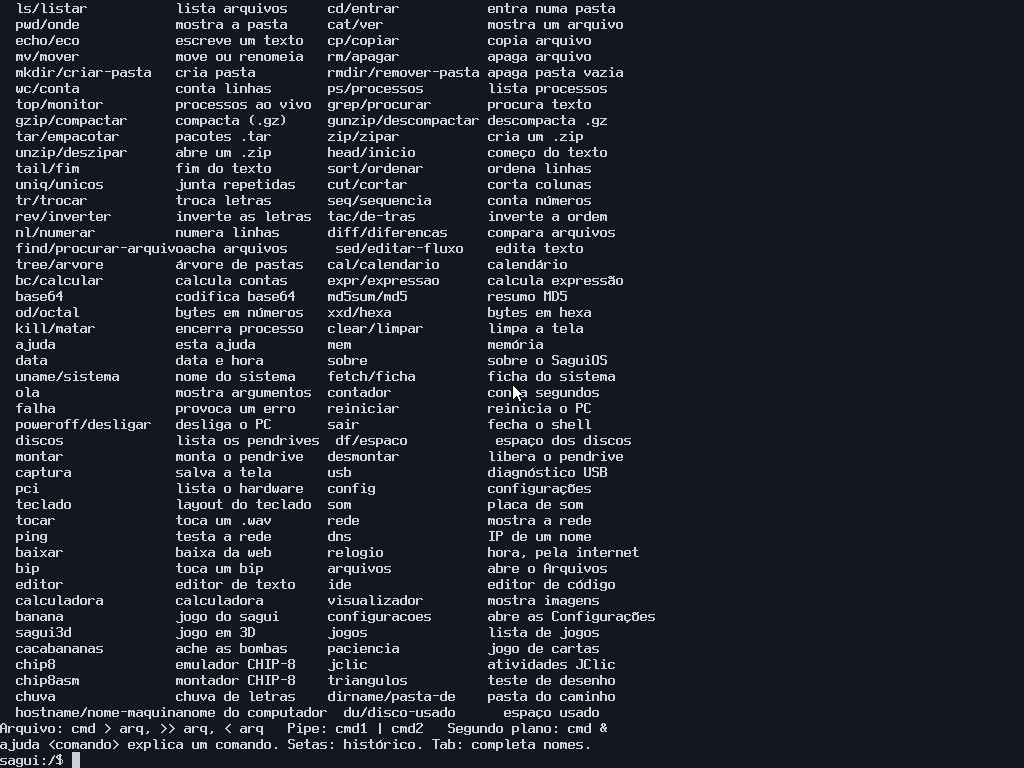 ls/listar           lista arquivos     cd/entrar           entra numa pasta
pwd/onde            mostra a pasta     cat/ver             mostra um arquivo
echo/eco            escreve um texto   cp/copiar           copia arquivo
mv/mover            move ou renomeia   rm/apagar           apaga arquivo
mkdir/criar-pasta   cria pasta         rmdir/remover-pasta apaga pasta vazia
wc/conta            conta linhas       ps/processos        lista processos
top/monitor         processos ao vivo  grep/procurar       procura texto
gzip/compactar      compacta (.gz)     gunzip/descompactar descompacta .gz
tar/empacotar       pacotes .tar       zip/zipar           cria um .zip
unzip/deszipar      abre um .zip       head/inicio         começo do texto
tail/fim            fim do texto       sort/ordenar        ordena linhas
uniq/unicos         junta repetidas    cut/cortar          corta colunas
tr/trocar           troca letras       seq/sequencia       conta números
rev/inverter        inverte as letras  tac/de-tras         inverte a ordem
nl/numerar          numera linhas      diff/diferencas     compara arquivos
find/procurar-arquivoacha arquivos      sed/editar-fluxo    edita texto
tree/arvore         árvore de pastas   cal/calendario      calendário
bc/calcular         calcula contas     expr/expressao      calcula expressão
base64              codifica base64    md5sum/md5          resumo MD5
od/octal            bytes em números   xxd/hexa            bytes em hexa
kill/matar          encerra processo   clear/limpar        limpa a tela
ajuda               esta ajuda         mem                 memória
data                data e hora        sobre               sobre o SaguiOS
uname/sistema       nome do sistema    fetch/ficha         ficha do sistema
ola                 mostra argumentos  contador            conta segundos
falha               provoca um erro    reiniciar           reinicia o PC
poweroff/desligar   desliga o PC       sair                fecha o shell
discos              lista os pendrives  df/espaco           espaço dos discos
montar              monta o pendrive   desmontar           libera o pendrive
captura             salva a tela       usb                 diagnóstico USB
pci                 lista o hardware   config              configurações
teclado             layout do teclado  som                 placa de som
tocar               toca um .wav       rede                mostra a rede
ping                testa a rede       dns                 IP de um nome
baixar              baixa da web       relogio             hora, pela internet
bip                 toca um bip        arquivos            abre o Arquivos
editor              editor de texto    ide                 editor de código
calculadora         calculadora        visualizador        mostra imagens
banana              jogo do sagui      configuracoes       abre as Configurações
sagui3d             jogo em 3D         jogos               lista de jogos
cacabananas         ache as bombas     paciencia           jogo de cartas
chip8               emulador CHIP-8    jclic               atividades JClic
chip8asm            montador CHIP-8    triangulos          teste de desenho
chuva               chuva de letras    dirname/pasta-de    pasta do caminho
hostname/nome-maquinanome do computador  du/disco-usado      espaço usado
Arquivo: cmd > arq, >> arq, < arq   Pipe: cmd1 | cmd2   Segundo plano: cmd &
ajuda <comando> explica um comando. Setas: histórico. Tab: completa nomes.
sagui:/$